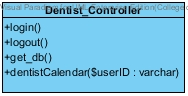 Dentist_Controller
+login()
+logout()
+get_db()
+dentistCalendar($userID : varchar)